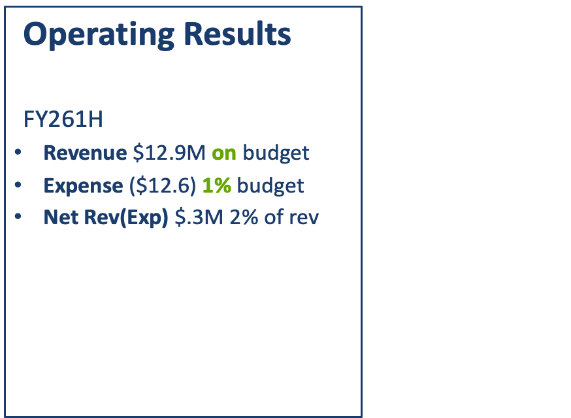 Operating Results
FY261H
• Revenue $12.9M on budget
• Expense ($12.6) 1% budget
• Net Rev(Exp) $.3M 2% of rev